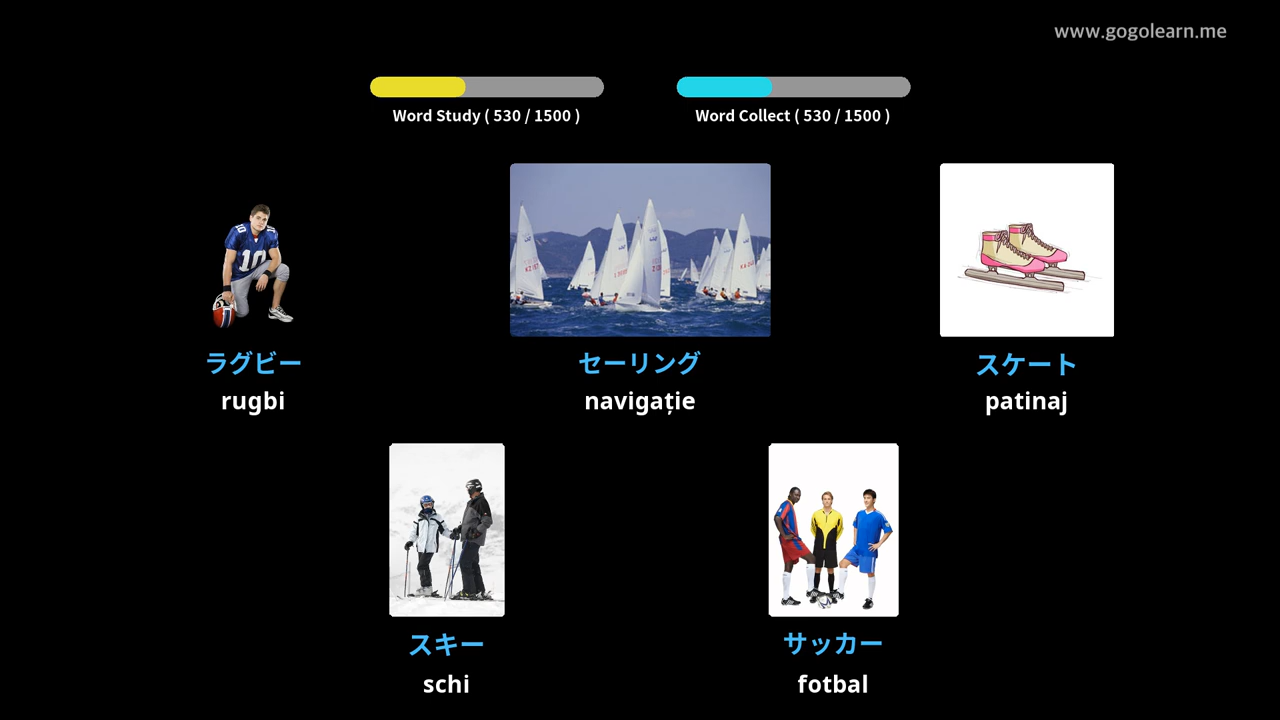 www.gogolearn.me
Word Study ( 530 / 1500 )
Word Collect ( 530 / 1500 )
ラグビー
rugbi
セーリング
navigație
スケート
patinaj
スキー
schi
サッカー
fotbal